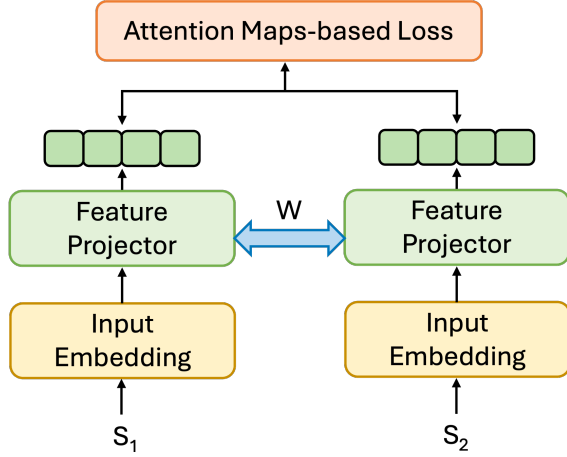 Attention Maps-based Loss
Feature
Projector
W
Feature
Projector
Input
Embedding
Input
Embedding
S₁
S₂